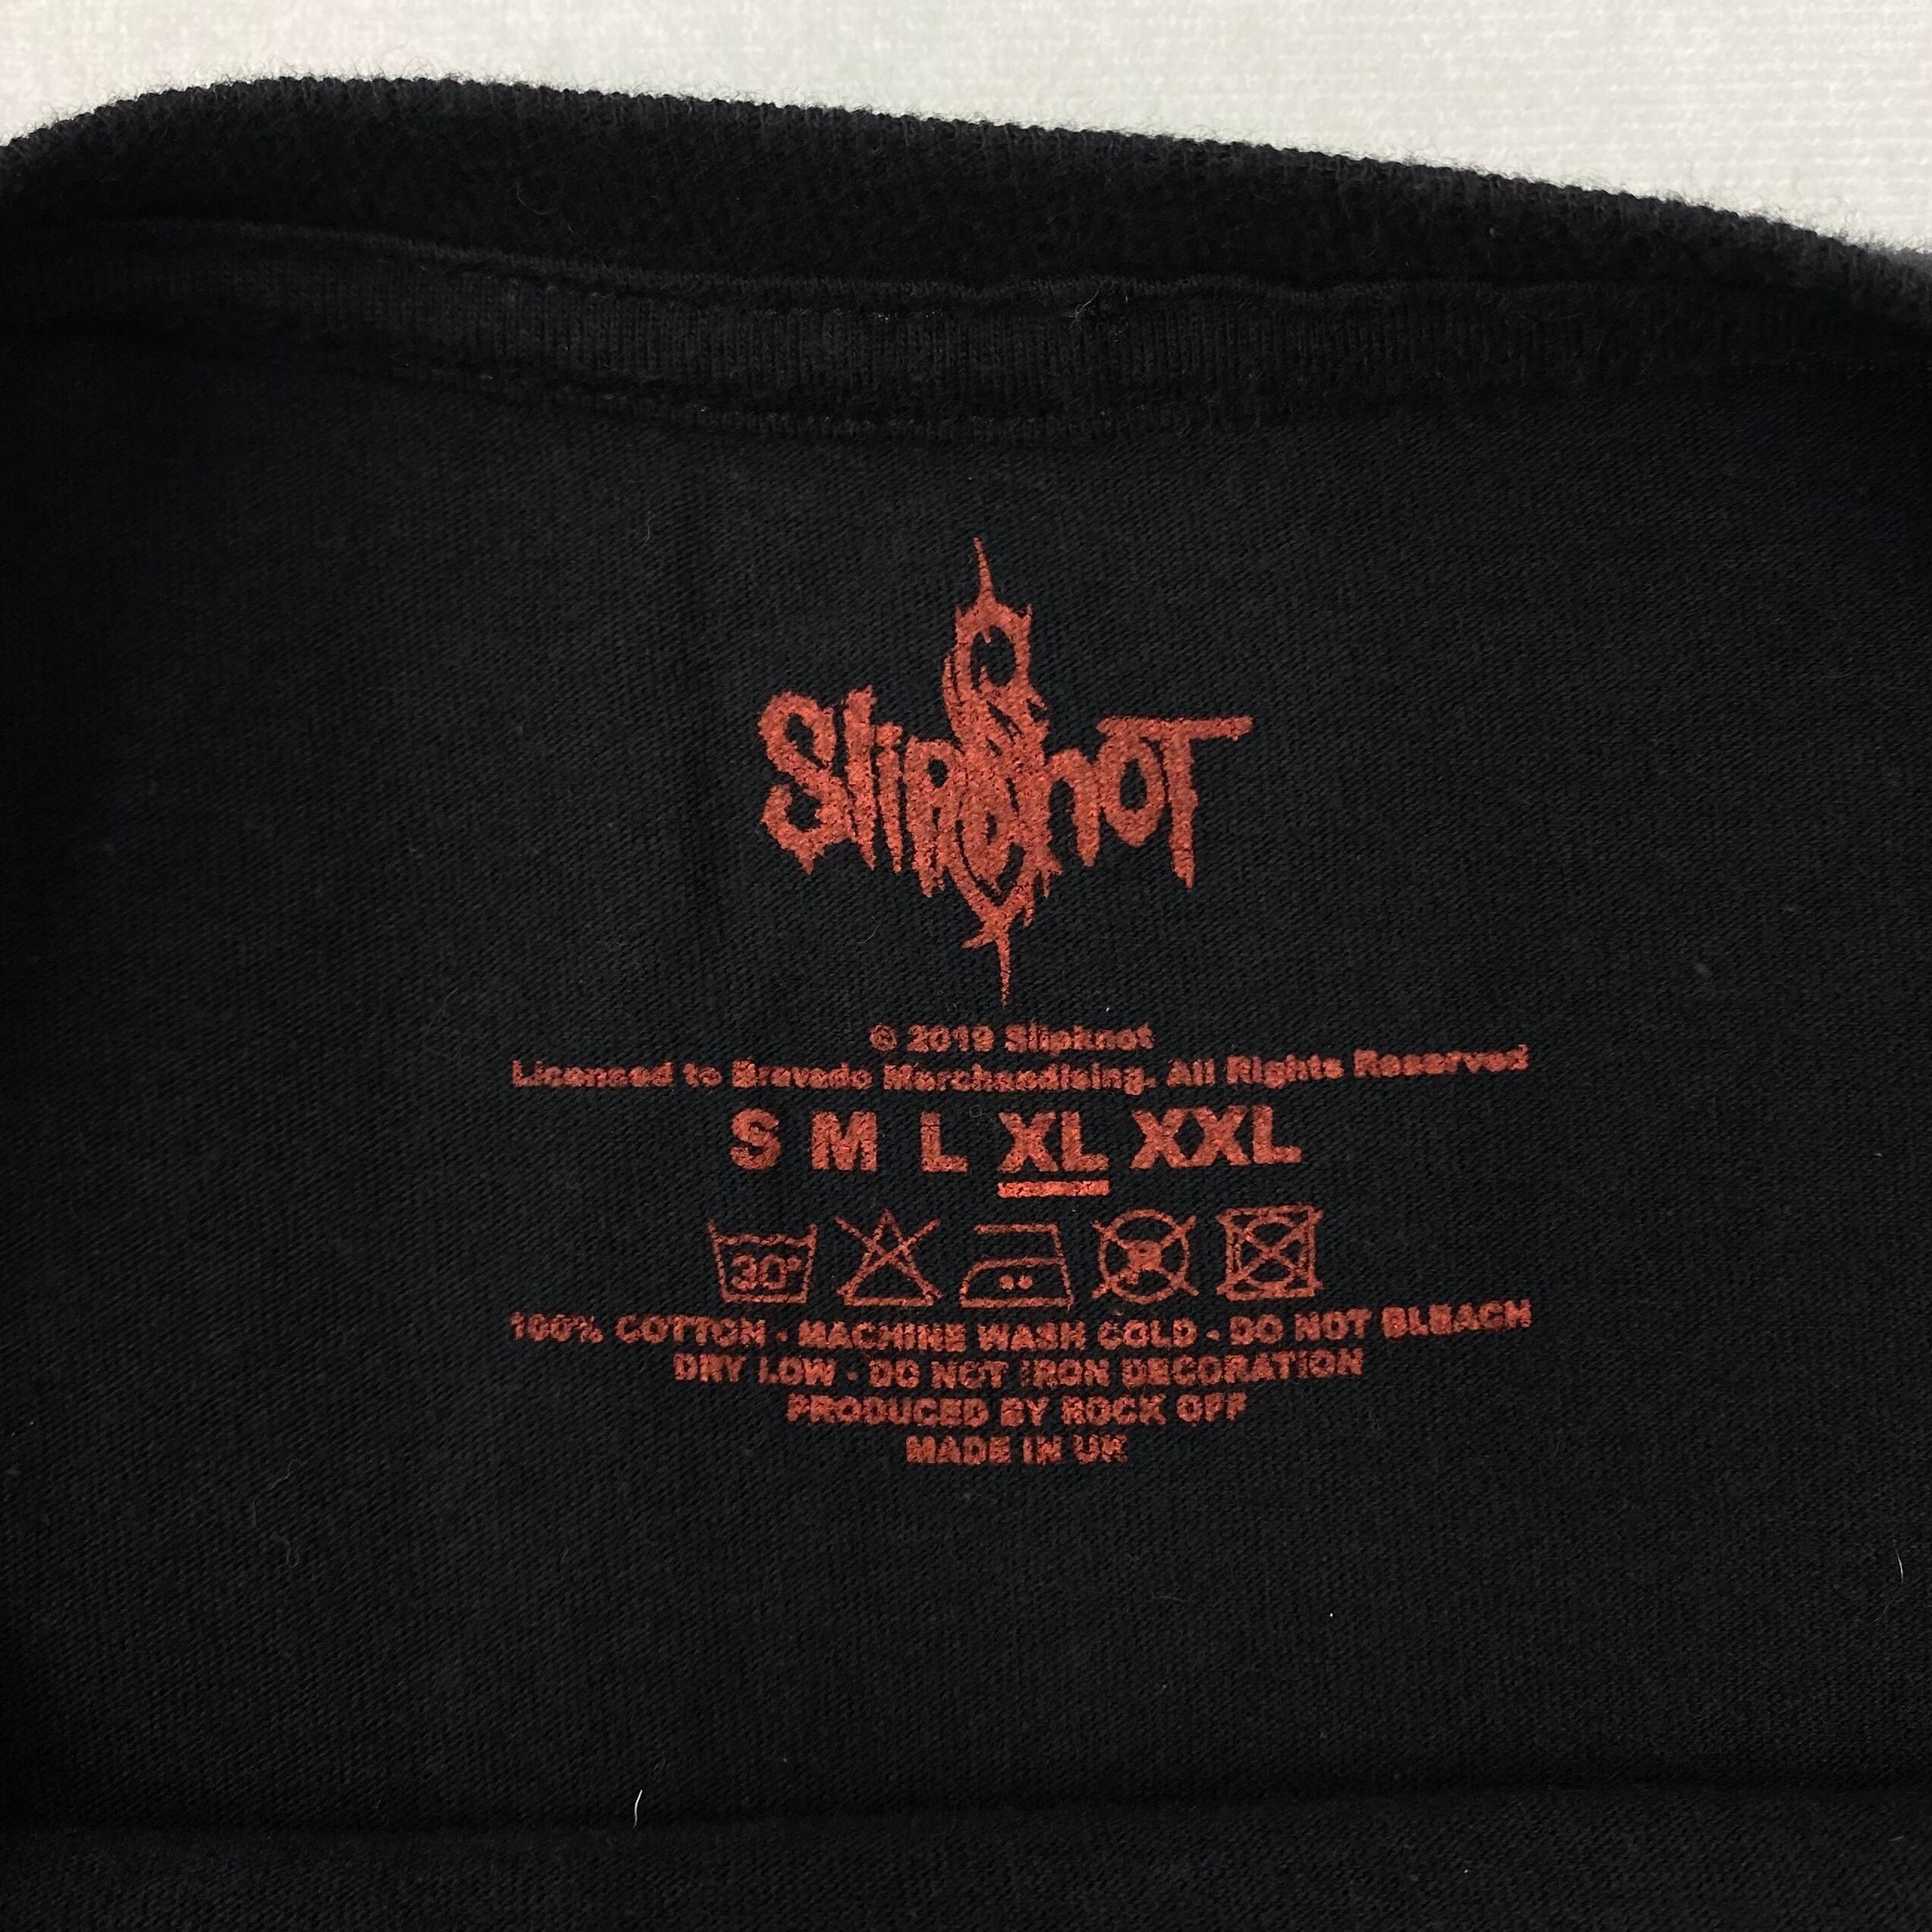 Slipknot
© 2019 Slipknot
Licensed to Bravado Merchandising. All Rights Reserved
S M L XL XXL
30°
100% COTTON - MACHINE WASH COLD - DO NOT BLEACH
DRY LOW - DO NOT IRON DECORATION
PRODUCED BY ROCK OFF
MADE IN UK